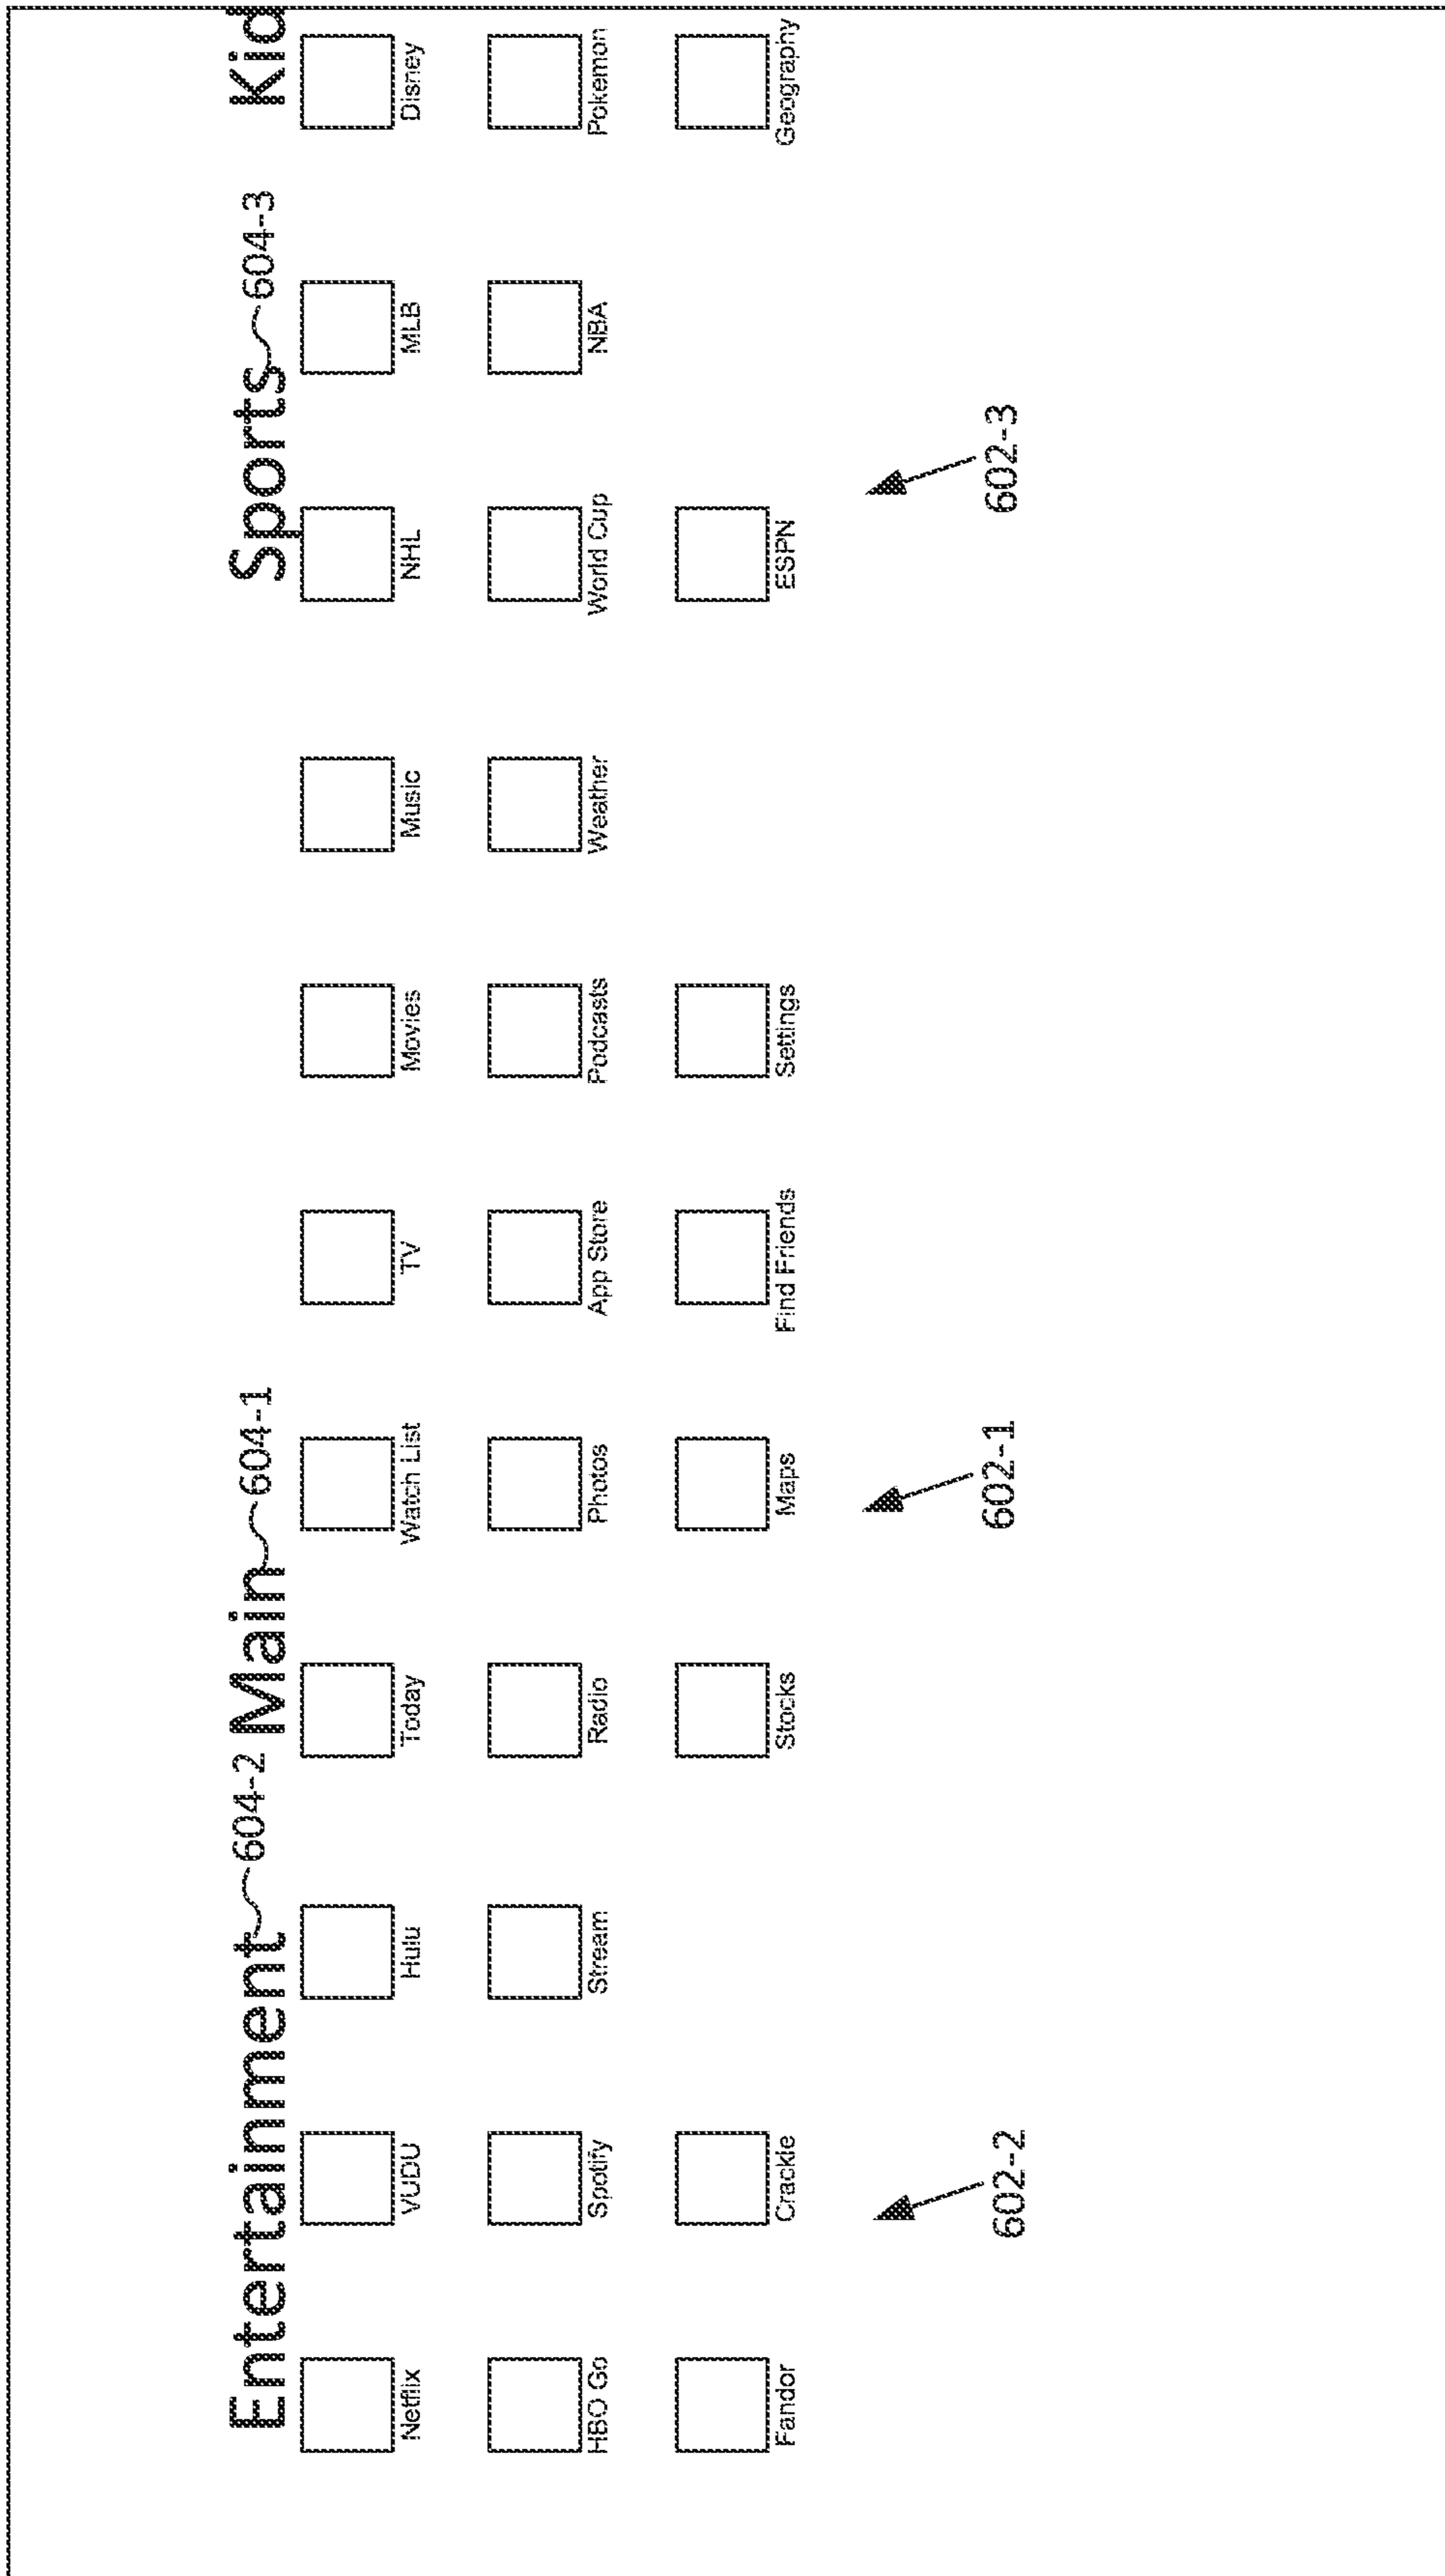 Entertainment 604-2 Main 604-1 Sports 604-3 Kid
Netflix VUDU Hulu Today Watch List TV Movies Music NHL MLB Disney
HBO Go Spotify Stream Radio Photos App Store Podcasts Weather World Cup NBA Pokemon
Fandor Crackle Stocks Maps Find Friends Settings ESPN Geography
602-2 602-1 602-3